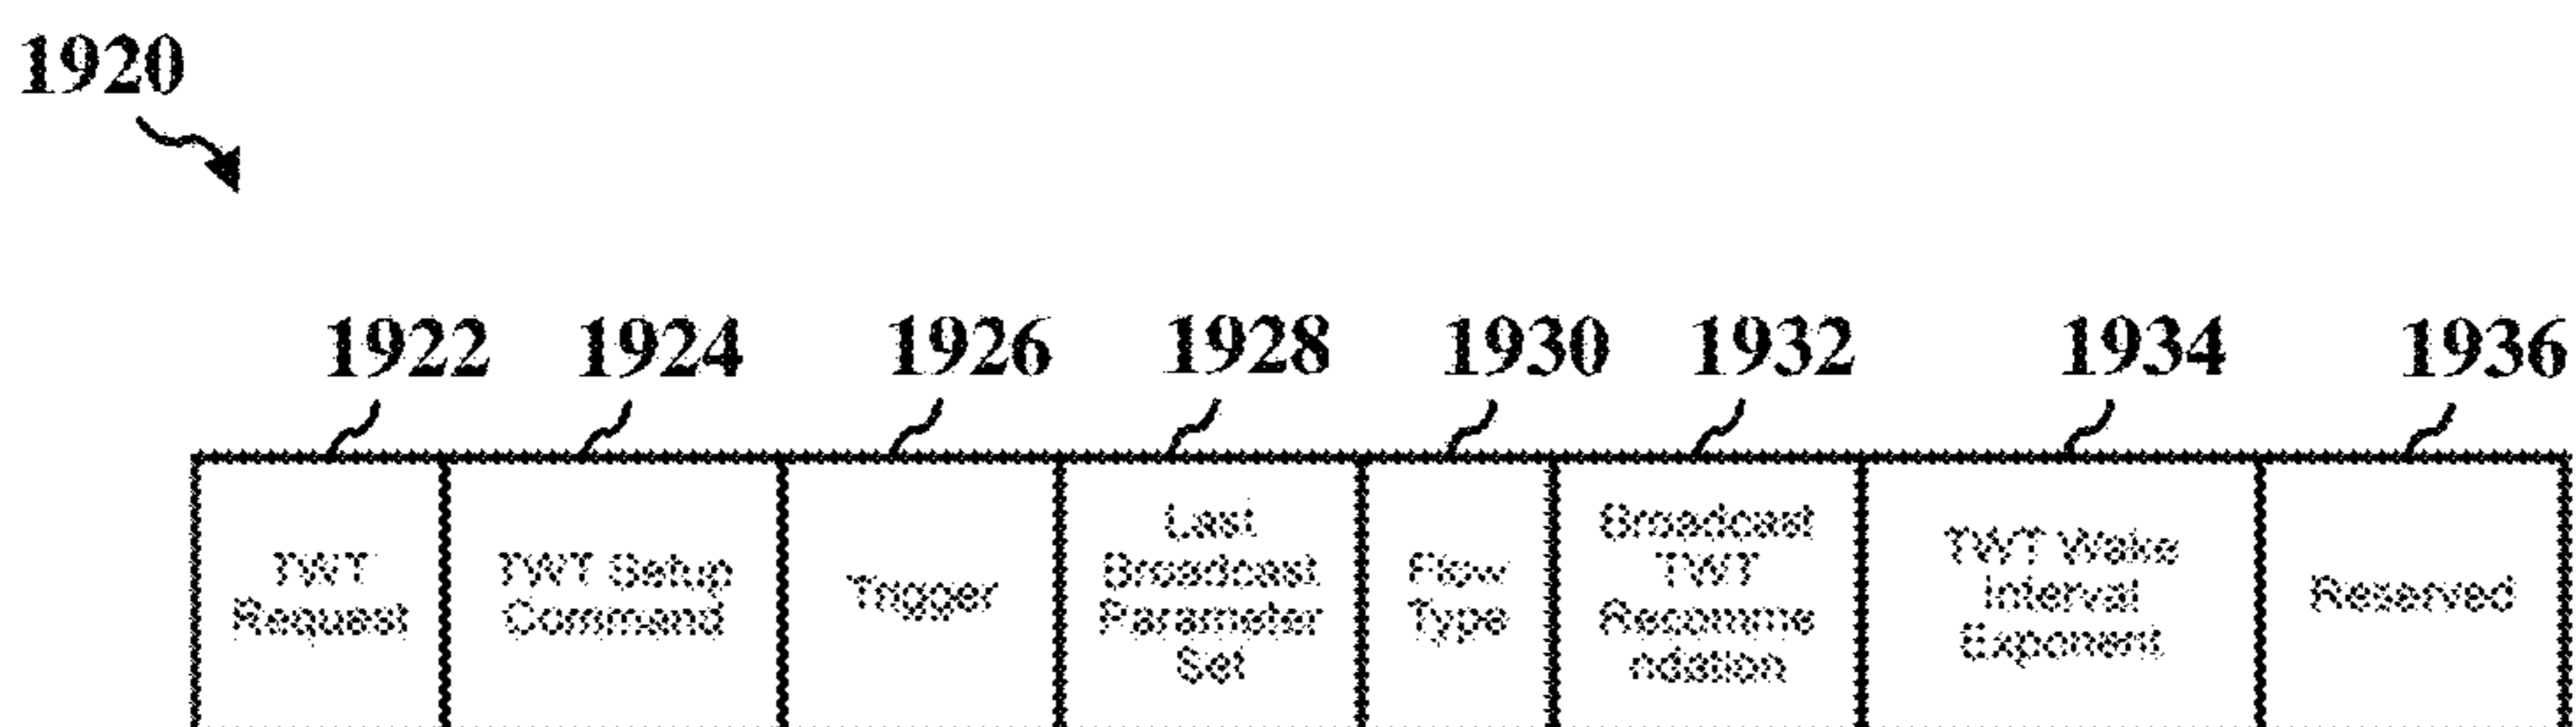 1920
1922 1924 1926 1928 1930 1932 1934 1936
TWT
Request
TWT Setup
Command
Trigger
Last
Broadcast
Parameter
Set
Flow
Type
Broadcast
TWT
Recomme
ndation
TWT Wake
Interval
Exponent
Reserved